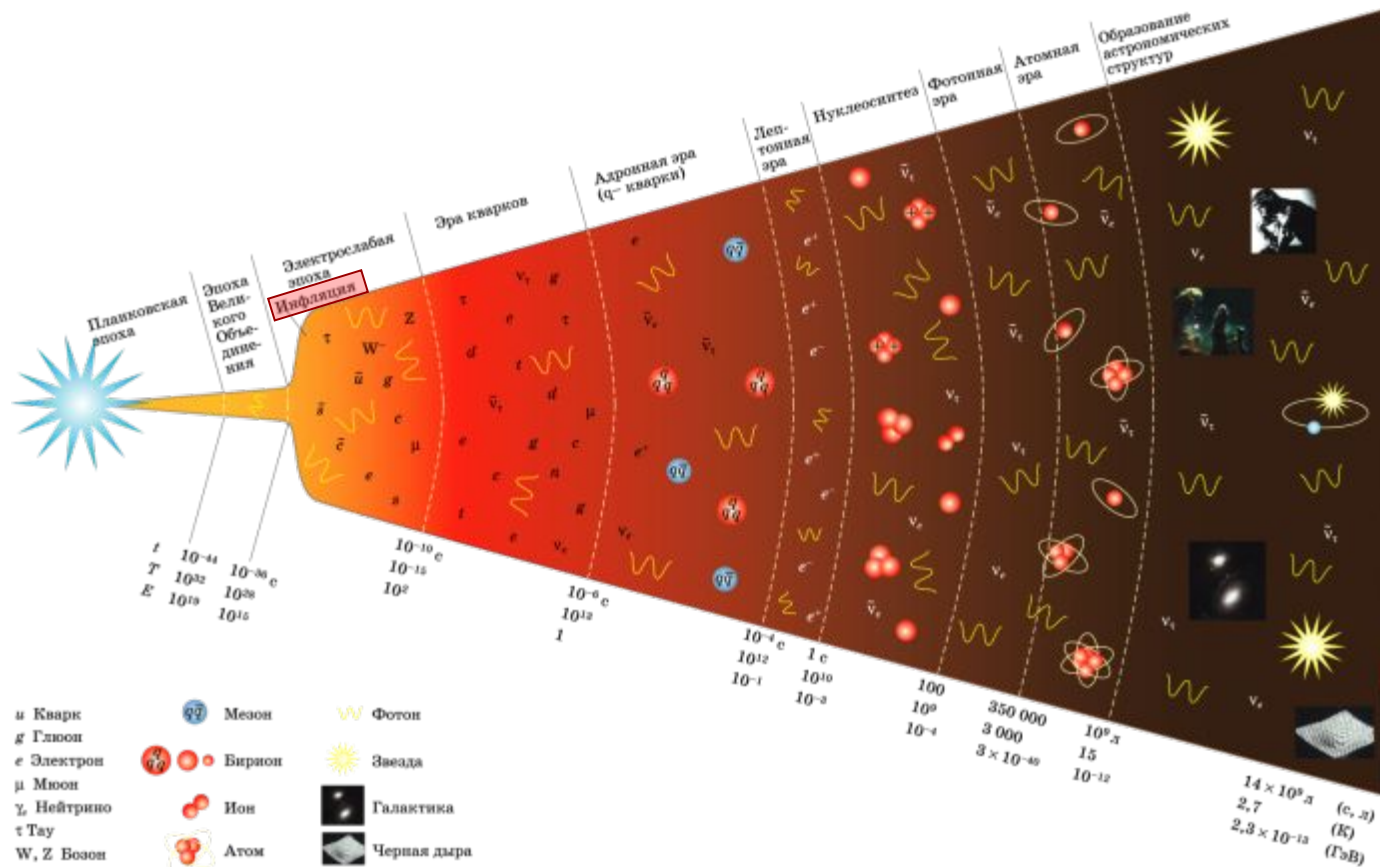 Планковская
эпоха
Эпоха
Вели-
кого
Объе-
дине-
ния
Электрослабая
эпоха
Инфляция
Эра кварков
Адронная эра
(q– кварки)
Леп-
тонная
эра
Нуклеосинтез
Фотонная
эра
Атомная
эра
Образование
астрономических
структур
t 10⁻⁴⁴ 10⁻³⁶ с
T 10³² 10²⁸
E 10¹⁹ 10¹⁵
10⁻¹⁰ с
10⁻¹⁵
10²
10⁻⁶ с
10¹²
1
10⁻⁴ с
10¹²
10⁻¹
1 с
10¹⁰
10⁻³
100
10⁹
10⁻⁴
350 000
3 000
3 × 10⁻⁴⁰
10⁹ л
15
10⁻¹²
14 × 10⁹ л (с, л)
2,7 (К)
2,3 × 10⁻¹³ (ГэВ)
u Кварк
g Глюон
e Электрон
μ Мюон
γₑ Нейтрино
τ Тау
W, Z Бозон
qq̄ Мезон
q
qq Бирион
Ион
Атом
Фотон
Звезда
Галактика
Черная дыра